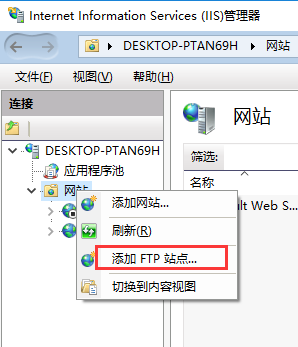 Internet Information Services (IIS)管理器
DESKTOP-PTAN69H
网站
文件(F)
视图(V)
帮助(H)
连接
DESKTOP-PTAN69H
应用程序池
网站
添加网站...
刷新(R)
添加 FTP 站点...
切换到内容视图
网站
筛选:
名称
ult Web S...